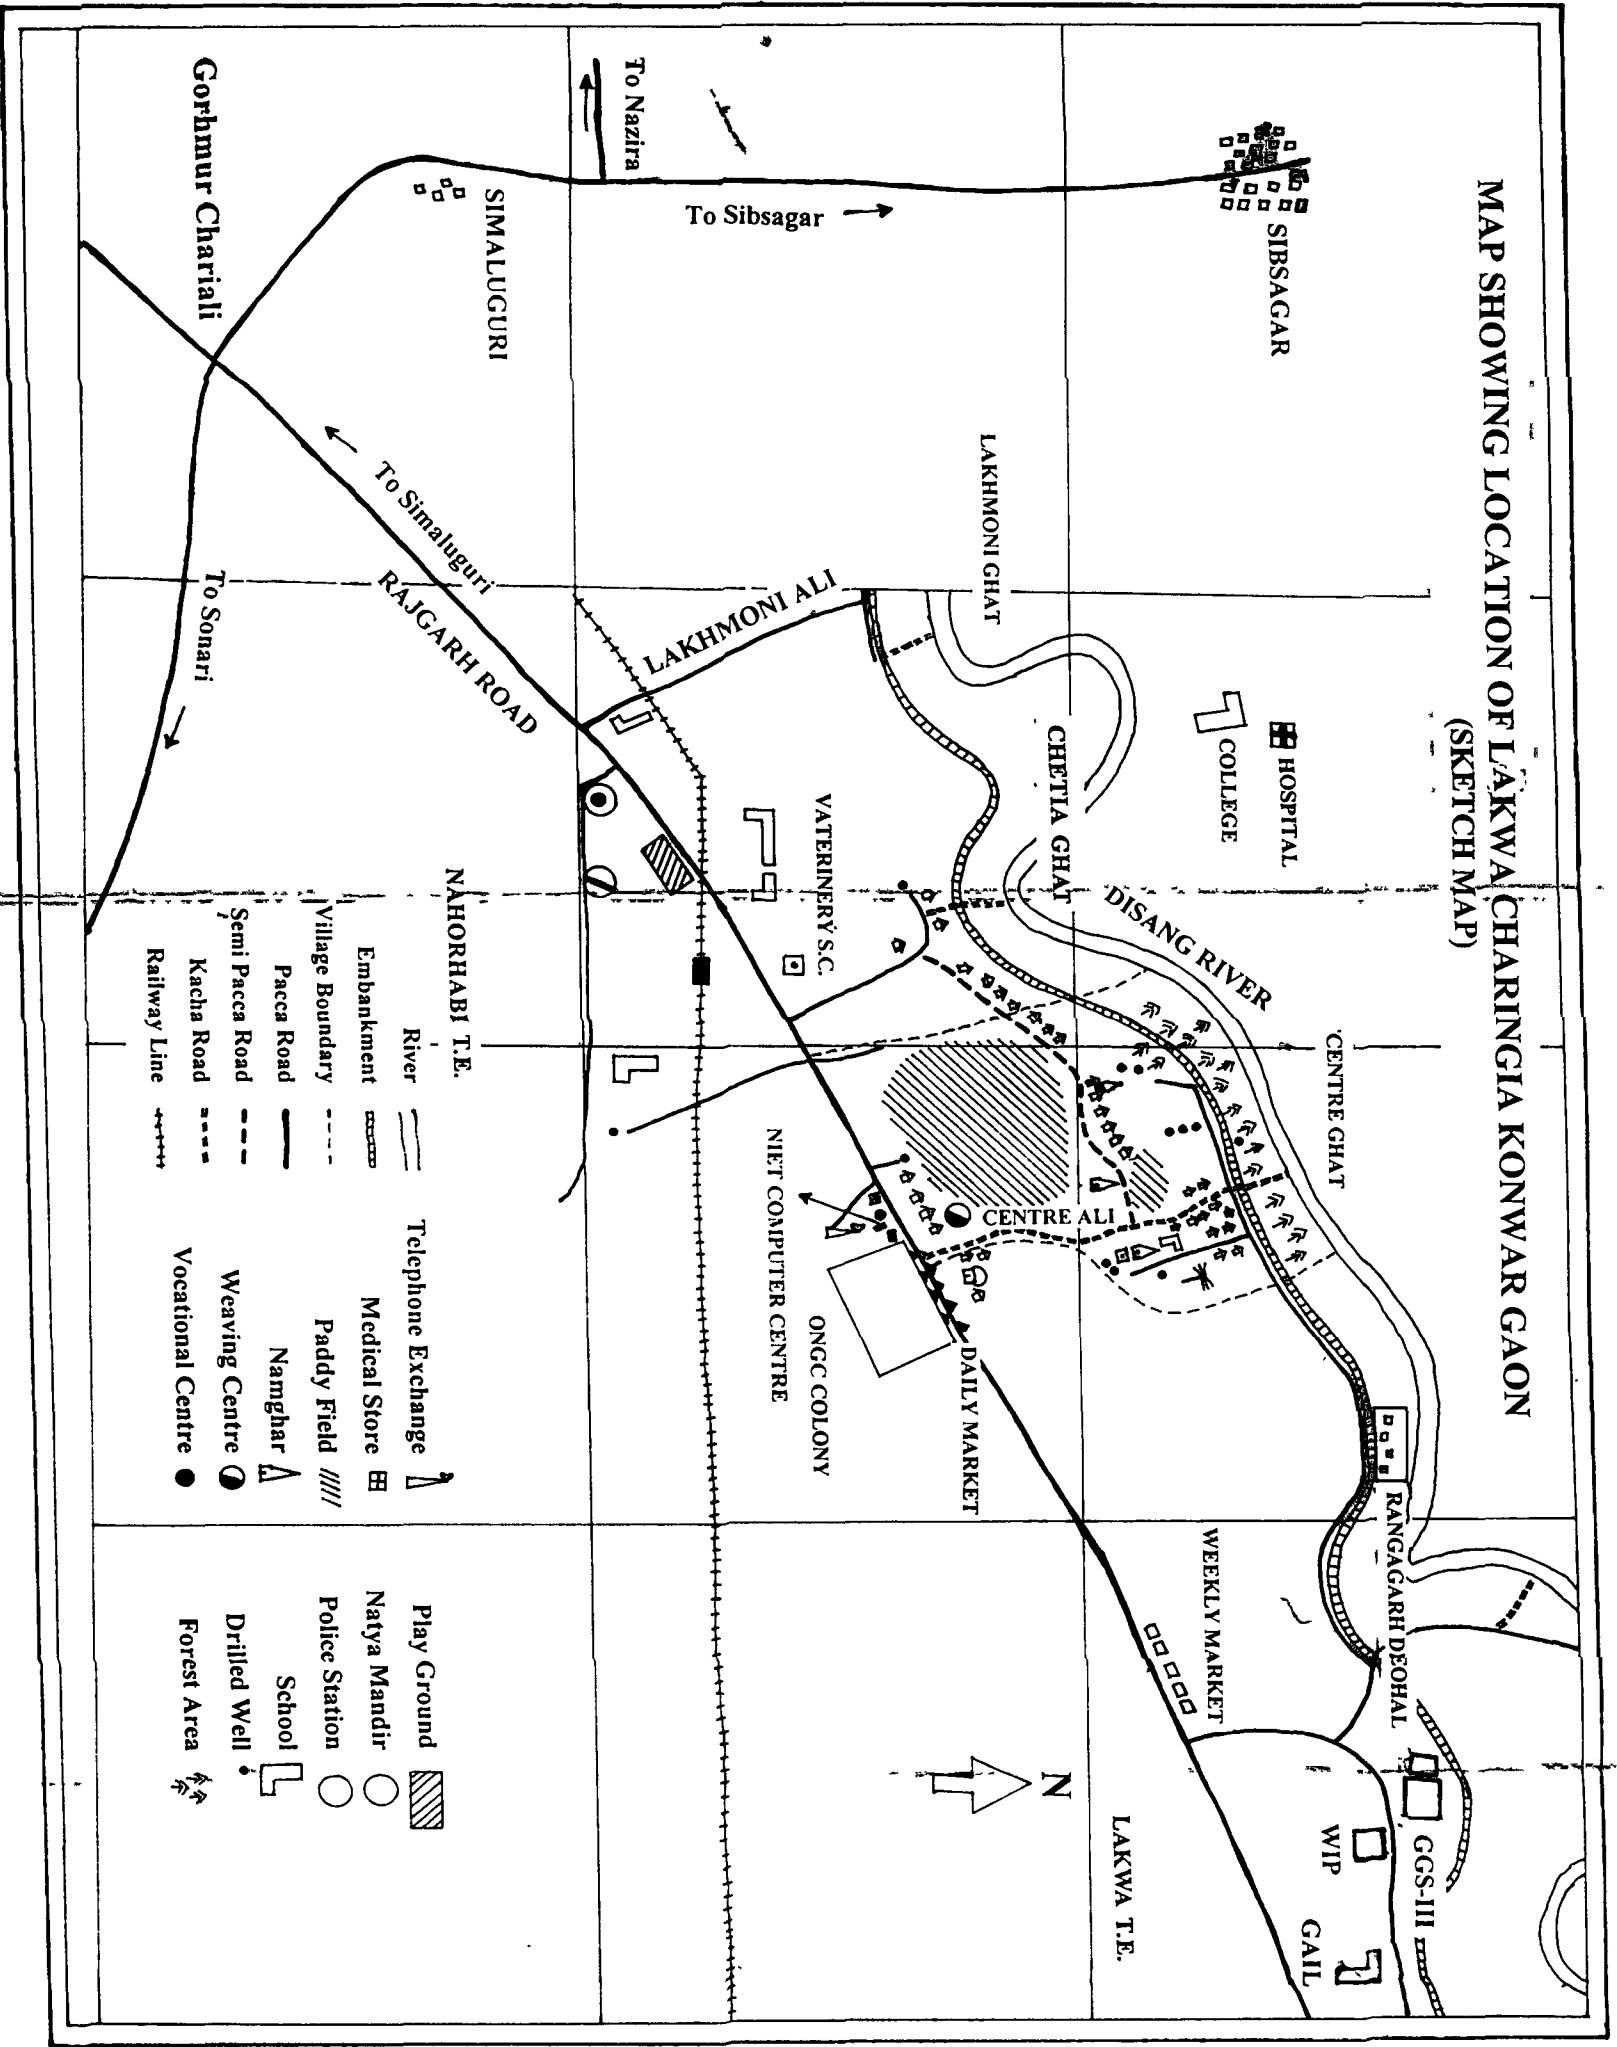 MAP SHOWING LOCATION OF LAKWA CHARINGIA KONWAR GAON
(SKETCH MAP)
SIBSAGAR
HOSPITAL
COLLEGE
LAKHMONI GHAT
CHETIA GHAT
DISANG RIVER
CENTRE GHAT
RANGAGARH DEOHAL
GGS-III
WIP
GAIL
WEEKLY MARKET
LAKWA T.E.
N
To Nazira
To Sibsagar
SIMALUGURI
Gorhmur Chariali
To Simaluguri
RAJGARH ROAD
To Sonari
LAKHMONI ALI
VATERINERY S.C.
CENTRE ALI
DAILY MARKET
ONGC COLONY
NIET COMPUTER CENTRE
NAHORHABI T.E.
River
Embankment
Village Boundary
Pacca Road
Semi Pacca Road
Kacha Road
Railway Line
Telephone Exchange
Medical Store
Paddy Field
Namghar
Weaving Centre
Vocational Centre
Play Ground
Natya Mandir
Police Station
School
Drilled Well
Forest Area